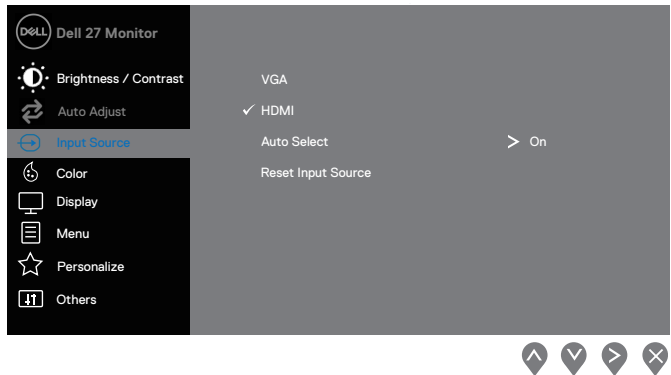 DELL Dell 27 Monitor
Brightness / Contrast
Auto Adjust
Input Source
Color
Display
Menu
Personalize
Others
VGA
HDMI
Auto Select On
Reset Input Source